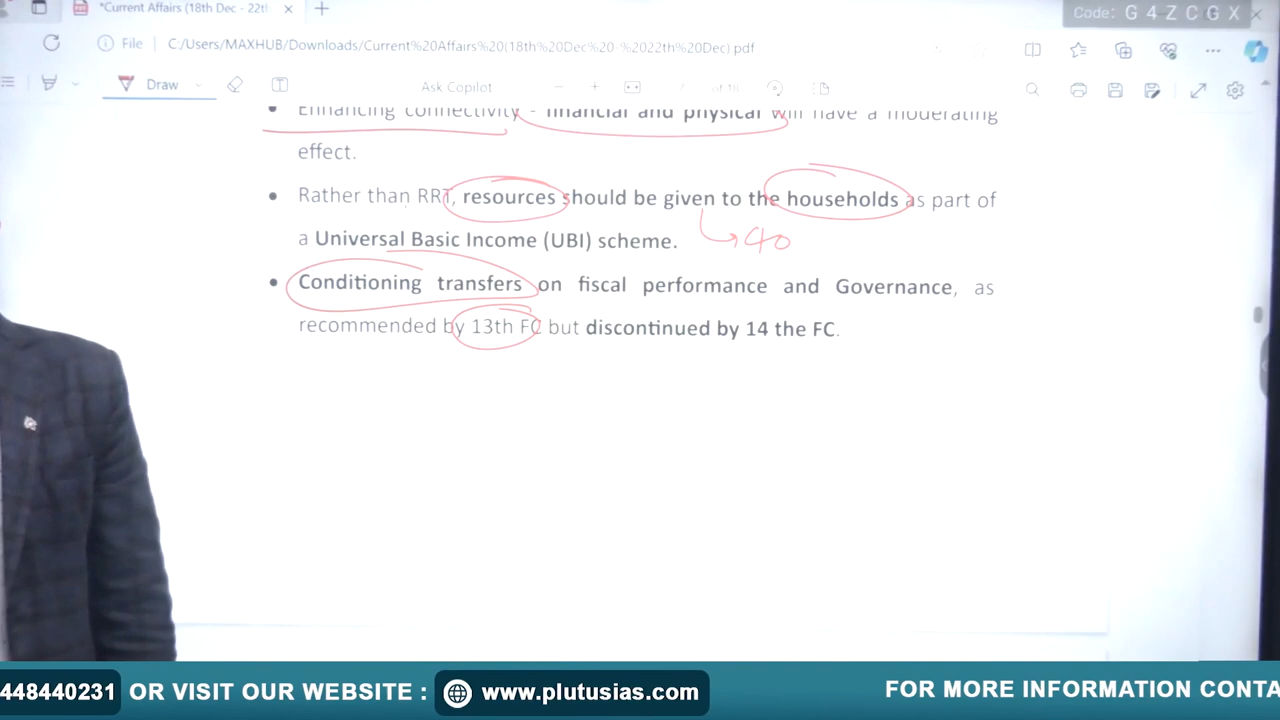 *Current Affairs (18th Dec - 22th
Code: G 4 Z C G X
File C:/Users/MAXHUB/Downloads/Current%20Affairs%20(18th%20Dec%20-%2022th%20Dec).pdf
Draw Ask Copilot 7 of 18
Enhancing connectivity - financial and physical will have a moderating
effect.
• Rather than RRT, resources should be given to the households as part of
a Universal Basic Income (UBI) scheme.
40
• Conditioning transfers on fiscal performance and Governance, as
recommended by 13th FC but discontinued by 14 the FC.
448440231 OR VISIT OUR WEBSITE : www.plutusias.com FOR MORE INFORMATION CONTA